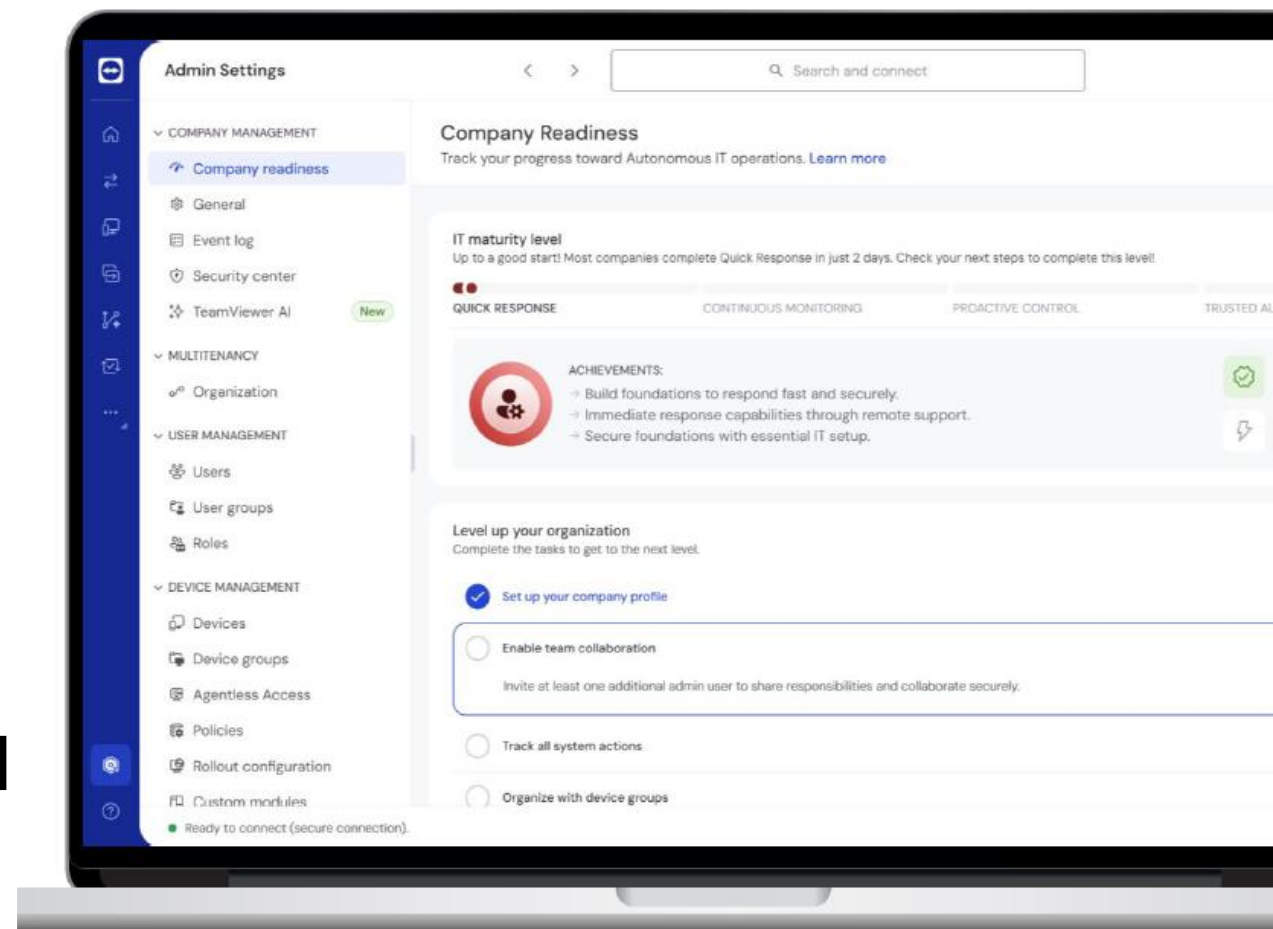 Admin Settings
Search and connect
COMPANY MANAGEMENT
Company readiness
General
Event log
Security center
TeamViewer AI New
MULTITENANCY
Organization
USER MANAGEMENT
Users
User groups
Roles
DEVICE MANAGEMENT
Devices
Device groups
Agentless Access
Policies
Rollout configuration
Custom modules
Ready to connect (secure connection).
Company Readiness
Track your progress toward Autonomous IT operations. Learn more
IT maturity level
Up to a good start! Most companies complete Quick Response in just 2 days. Check your next steps to complete this level!
QUICK RESPONSE CONTINUOUS MONITORING PROACTIVE CONTROL TRUSTED
ACHIEVEMENTS:
→ Build foundations to respond fast and securely.
→ Immediate response capabilities through remote support.
→ Secure foundations with essential IT setup.
Level up your organization
Complete the tasks to get to the next level.
Set up your company profile
Enable team collaboration
Invite at least one additional admin user to share responsibilities and collaborate securely.
Track all system actions
Organize with device groups